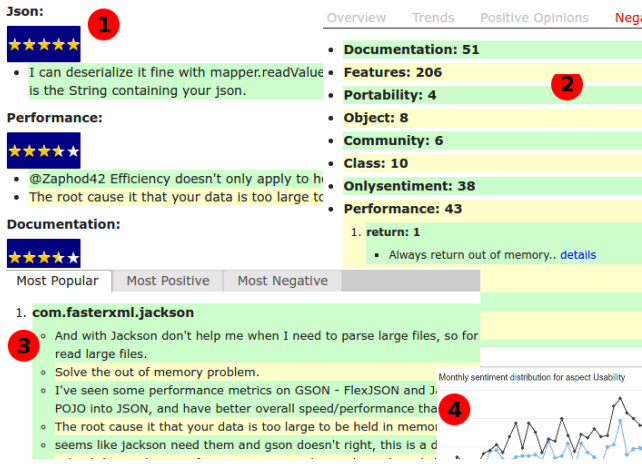 Json:
1
I can deserialize it fine with mapper.readValue
is the String containing your json.
Performance:
@Zaphod42 Efficiency doesn't only apply to
The root cause it that your data is too large to
Documentation:
Overview Trends Positive Opinions
Documentation: 51
Features: 206
2
Portability: 4
Object: 8
Community: 6
Class: 10
Onlysentiment: 38
Performance: 43
1. return: 1
Always return out of memory.. details
Most Popular Most Positive Most Negative
1. com.fasterxml.jackson
3
And with Jackson don't help me when I need to parse large files, so for
read large files.
Solve the out of memory problem.
I've seen some performance metrics on GSON - FlexJSON and
POJO into JSON, and have better overall speed/performance
The root cause it that your data is too large to be held in
seems like jackson need them and gson doesn't right, this is a
Monthly sentiment distribution for aspect Usability
4